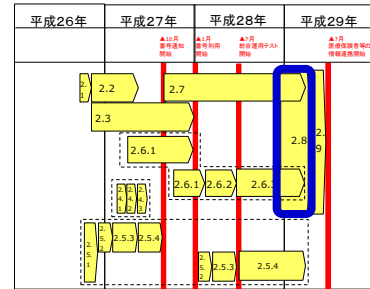 平成26年 平成27年 平成28年 平成29年
▲10月
番号通知
開始
▲1月
番号利用
開始
▲7月
総合運用テスト
開始
▲7月
医療保険者等の
情報連携開始
2.1
2.2
2.7
2.3
2.8
2.9
2.6.1
2.6.1
2.6.2
2.6.3
2.4.1
2.4.2
2.4.3
2.5.1
2.5.2
2.5.3
2.5.4
2.5.2
2.5.3
2.5.4